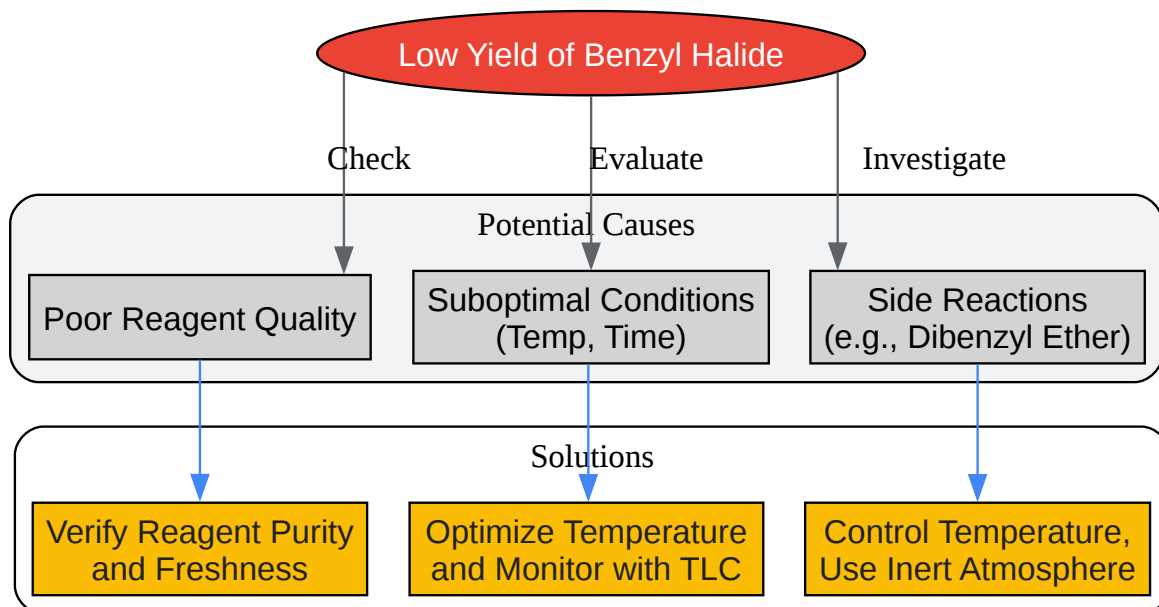 Low Yield of Benzyl Halide
Check
Evaluate
Investigate
Potential Causes
Poor Reagent Quality
Suboptimal Conditions
(Temp, Time)
Side Reactions
(e.g., Dibenzyl Ether)
Solutions
Verify Reagent Purity
and Freshness
Optimize Temperature
and Monitor with TLC
Control Temperature,
Use Inert Atmosphere